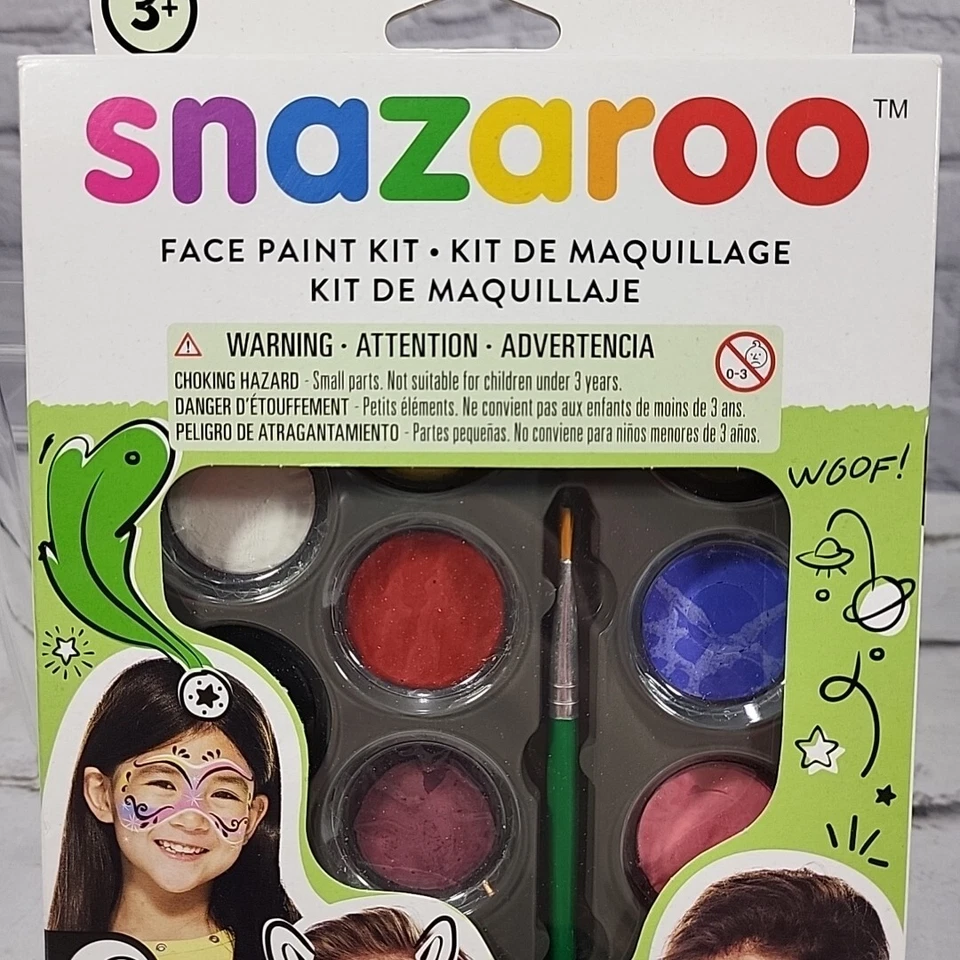 3+
snazaroo™
FACE PAINT KIT • KIT DE MAQUILLAGE
KIT DE MAQUILLAJE
WARNING · ATTENTION · ADVERTENCIA
CHOKING HAZARD - Small parts. Not suitable for children under 3 years.
DANGER D'ÉTOUFFEMENT - Petits éléments. Ne convient pas aux enfants de moins de 3 ans.
PELIGRO DE ATRAGANTAMIENTO - Partes pequeñas. No conviene para niños menores de 3 años.
0-3
WOOF!